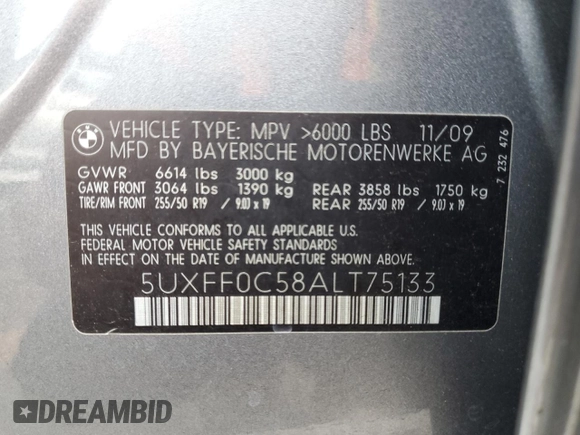 BMW
VEHICLE TYPE: MPV >6000 LBS 11/09
MFD BY BAYERISCHE MOTORENWERKE AG
GVWR 6614 lbs 3000 kg
GAWR FRONT 3064 lbs 1390 kg REAR 3858 lbs 1750 kg
TIRE/RIM FRONT 255/50 R19 / 9.0J x 19 REAR 255/50 R19 / 9.0J x 19
THIS VEHICLE CONFORMS TO ALL APPLICABLE U.S.
FEDERAL MOTOR VEHICLE SAFETY STANDARDS
IN EFFECT ON THE DATE OF MANUFACTURE SHOWN ABOVE.
5UXFF0C58ALT75133
7 232 476
DREAMBID